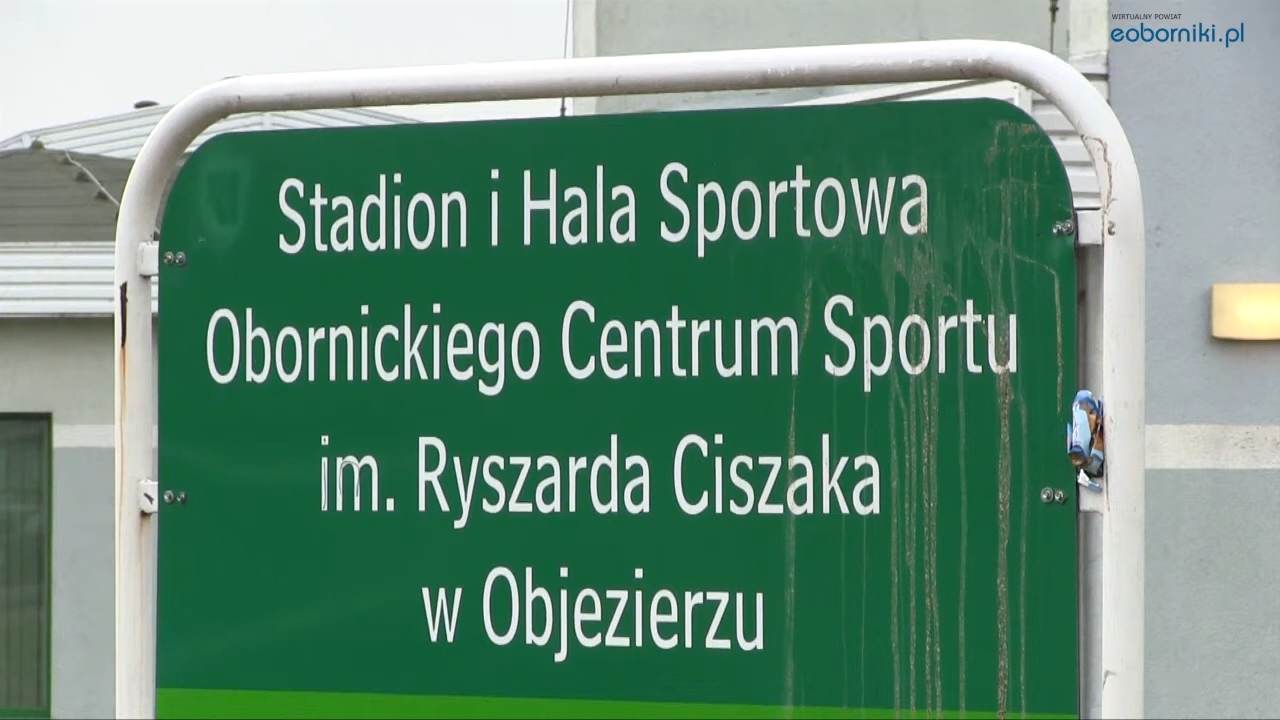 WIRTUALNY POWIAT
eoborniki.pl
Stadion i Hala Sportowa
Obornickiego Centrum Sportu
im. Ryszarda Ciszaka
w Objezierzu